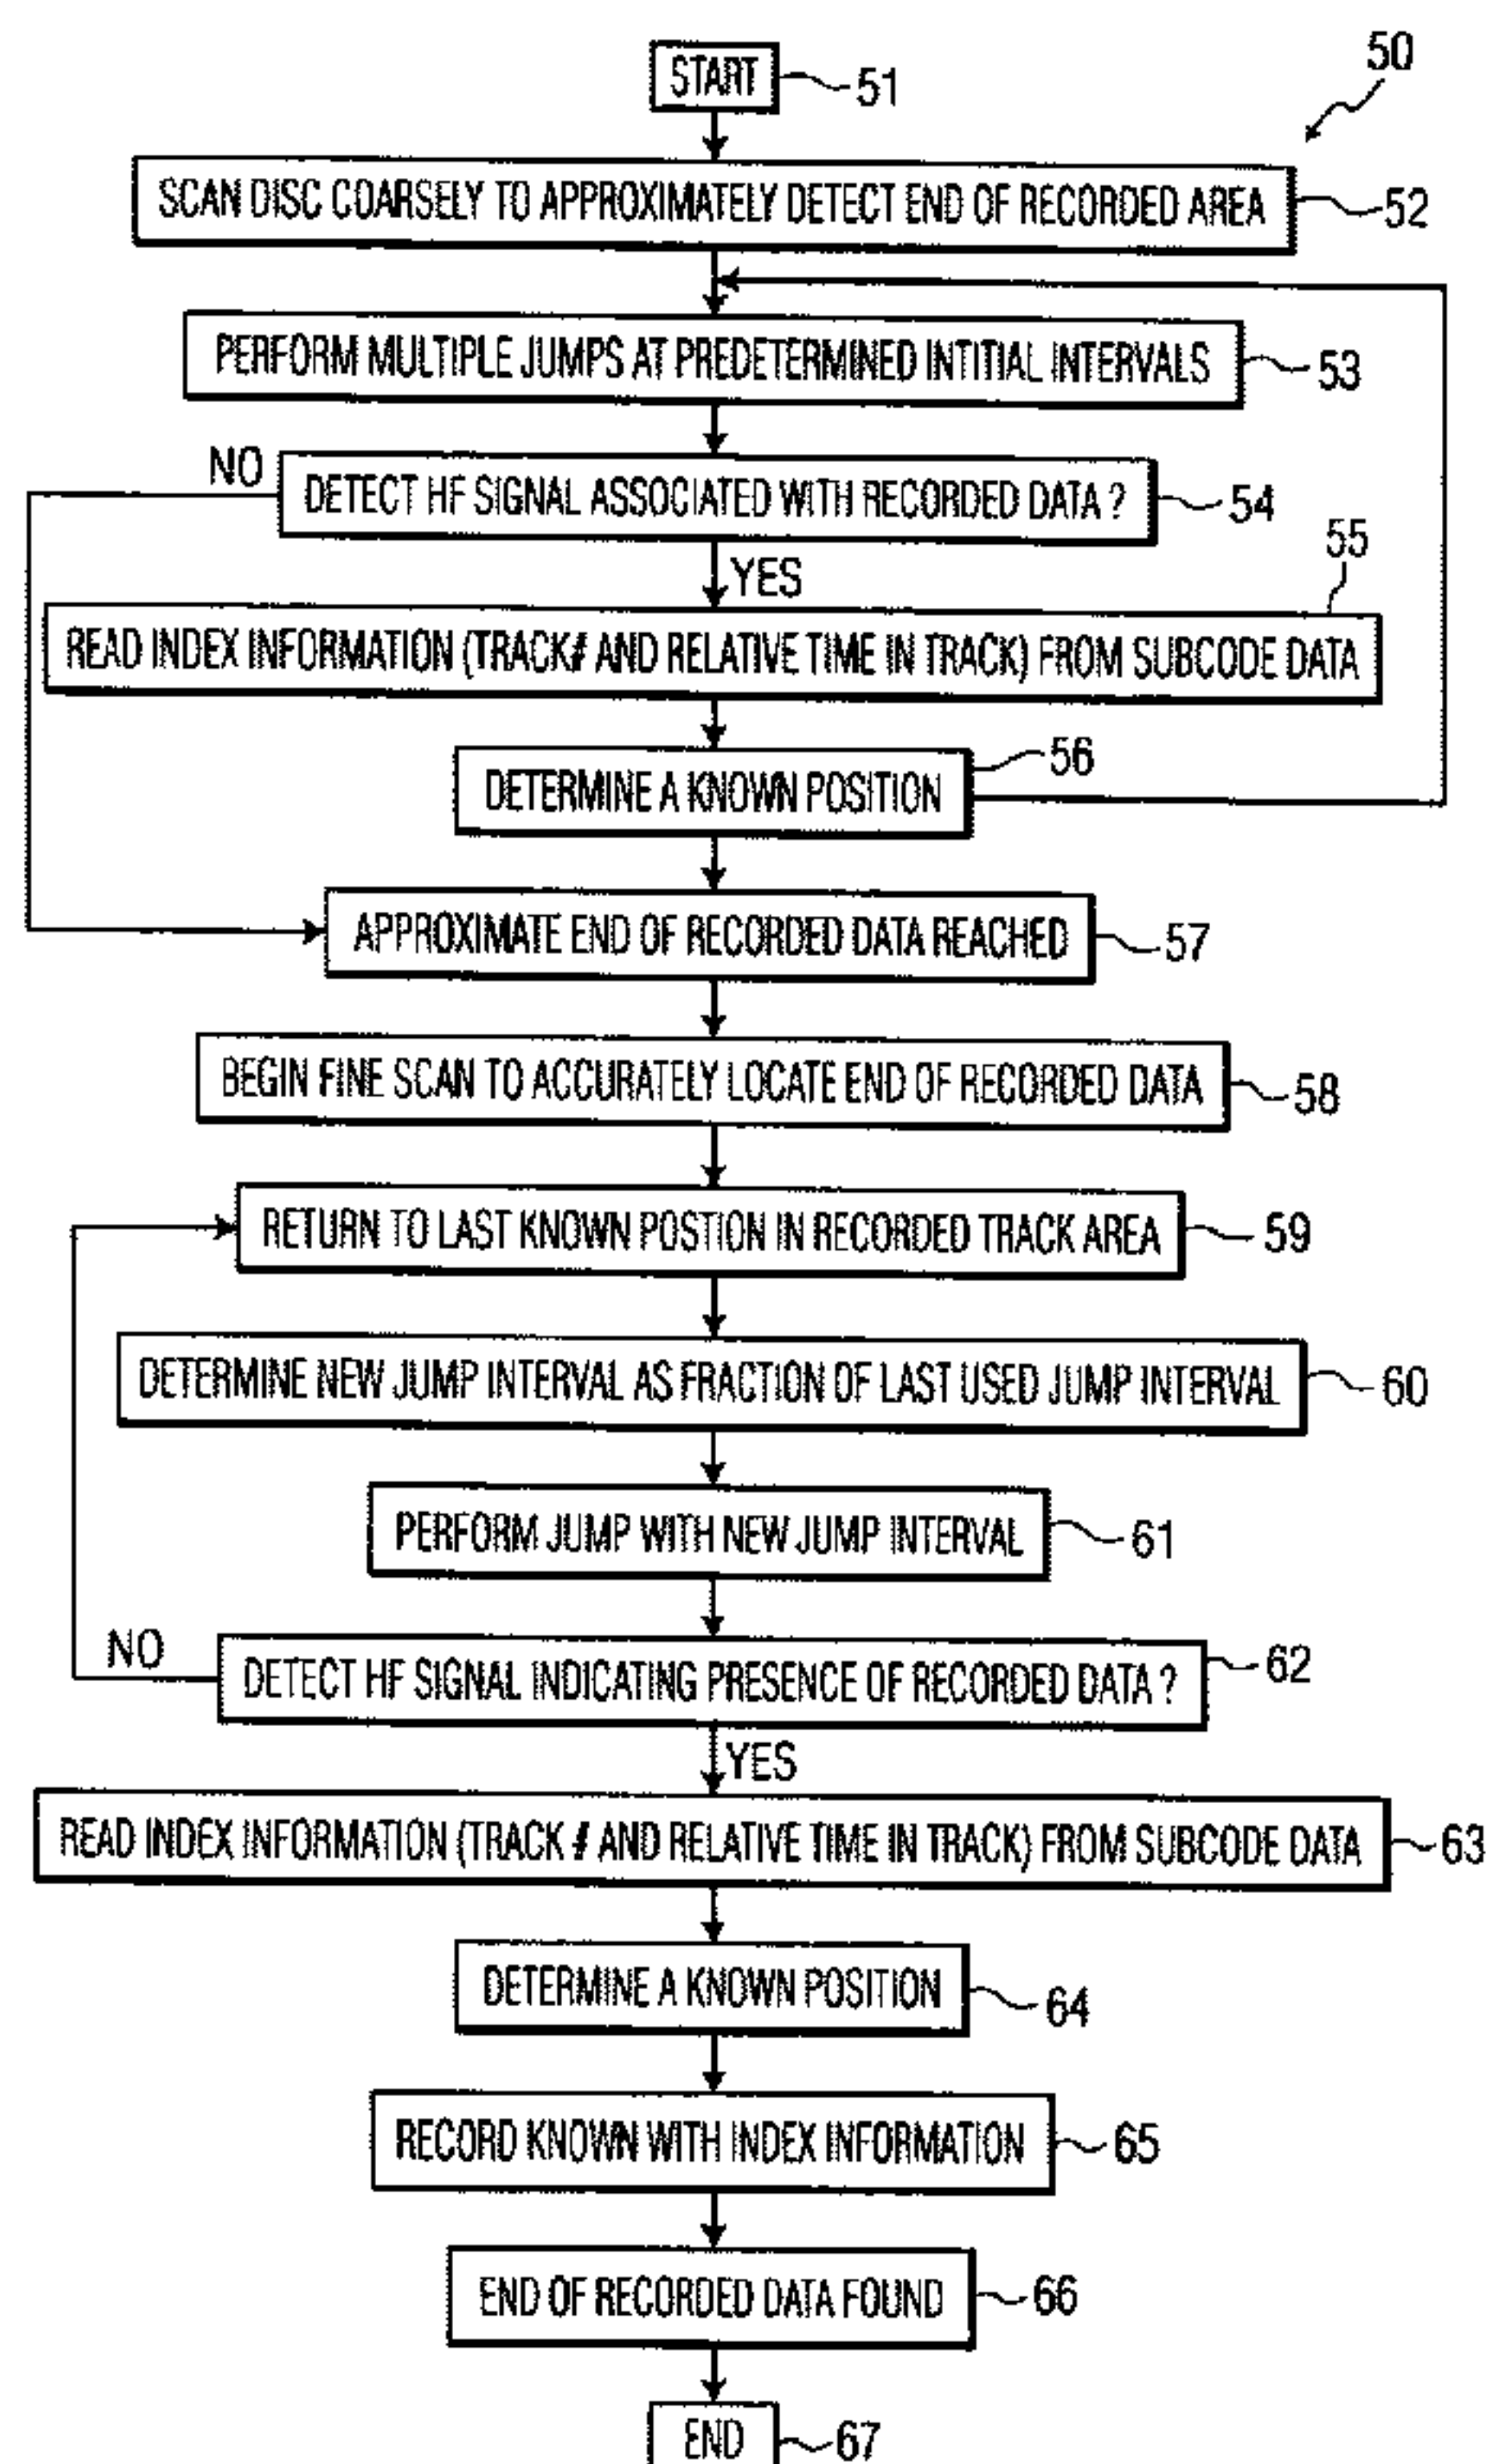 50
START
51
SCAN DISC COARSELY TO APPROXIMATELY DETECT END OF RECORDED AREA
52
PERFORM MULTIPLE JUMPS AT PREDETERMINED INTITIAL INTERVALS
53
NO
DETECT HF SIGNAL ASSOCIATED WITH RECORDED DATA ?
54
YES
55
READ INDEX INFORMATION (TRACK# AND RELATIVE TIME IN TRACK) FROM SUBCODE DATA
DETERMINE A KNOWN POSITION
56
APPROXIMATE END OF RECORDED DATA REACHED
57
BEGIN FINE SCAN TO ACCURATELY LOCATE END OF RECORDED DATA
58
RETURN TO LAST KNOWN POSTION IN RECORDED TRACK AREA
59
DETERMINE NEW JUMP INTERVAL AS FRACTION OF LAST USED JUMP INTERVAL
60
PERFORM JUMP WITH NEW JUMP INTERVAL
61
NO
DETECT HF SIGNAL INDICATING PRESENCE OF RECORDED DATA ?
62
YES
READ INDEX INFORMATION (TRACK # AND RELATIVE TIME IN TRACK) FROM SUBCODE DATA
63
DETERMINE A KNOWN POSITION
64
RECORD KNOWN WITH INDEX INFORMATION
65
END OF RECORDED DATA FOUND
66
END
67